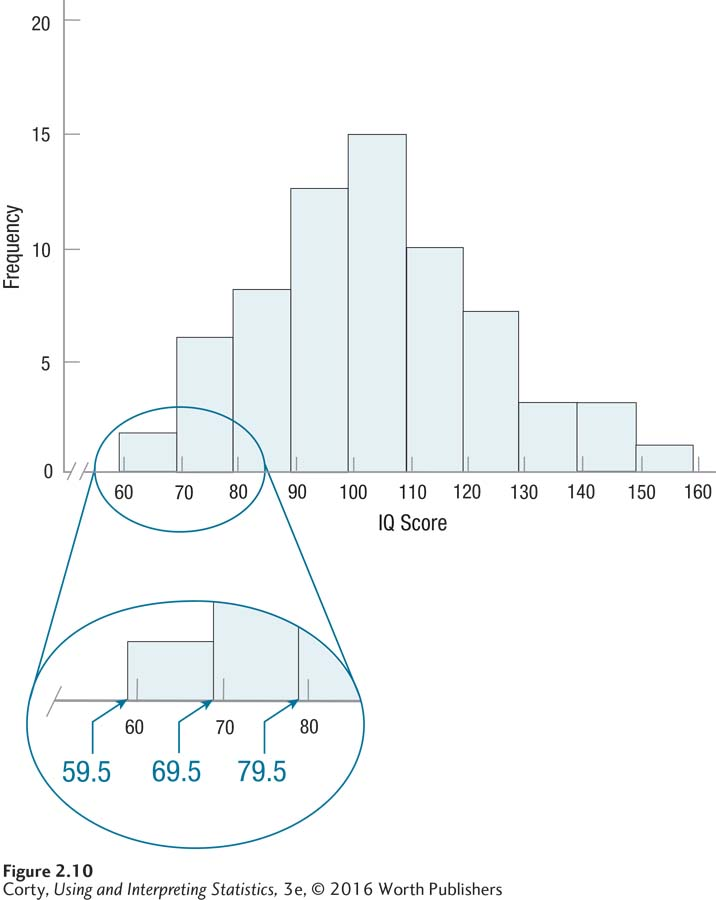 20
15
10
5
0
Frequency
60 70 80 90 100 110 120 130 140 150 160
IQ Score
60 70 80
59.5 69.5 79.5
Figure 2.10
Corty, Using and Interpreting Statistics, 3e, © 2016 Worth Publishers